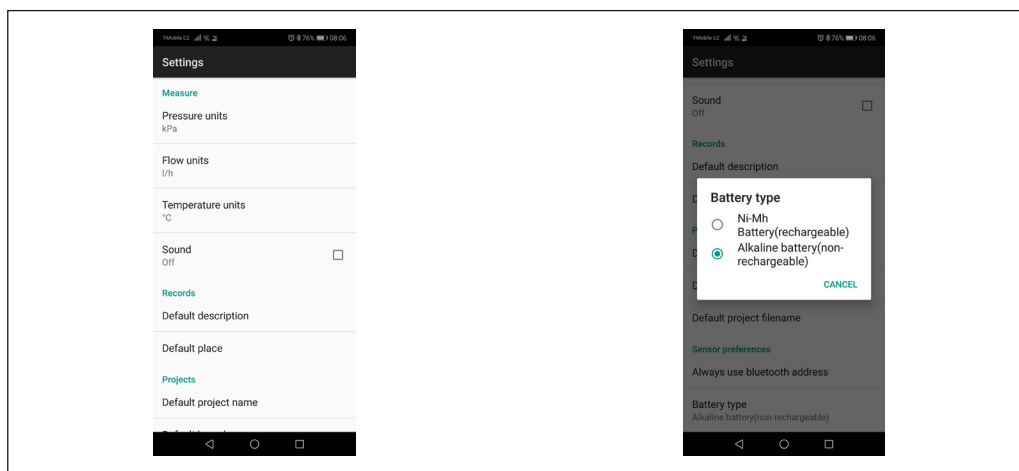 T-Mobile CZ 76% 08:06
Settings
Measure
Pressure units
kPa
Flow units
l/h
Temperature units
°C
Sound
Off
Records
Default description
Default place
Projects
Default project name
T-Mobile CZ 76% 08:06
Settings
Sound
Off
Records
Default description
Battery type
Ni-Mh
Battery(rechargeable)
Alkaline battery(non-
rechargeable)
CANCEL
Default project filename
Sensor preferences
Always use bluetooth address
Battery type
Alkaline battery(non-rechargeable)